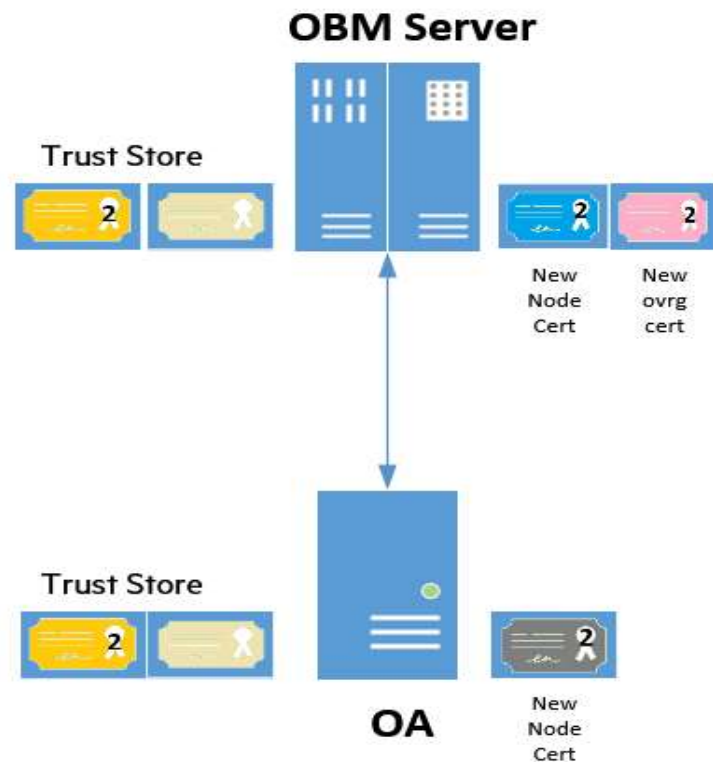 OBM Server
Trust Store
2
2
2
New
Node
Cert
New
ovrg
cert
Trust Store
2
2
OA
New
Node
Cert